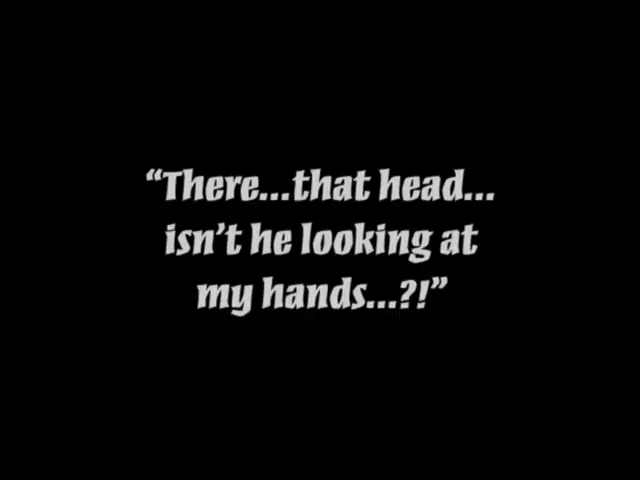 “There...that head...
isn’t he looking at
my hands...?!”